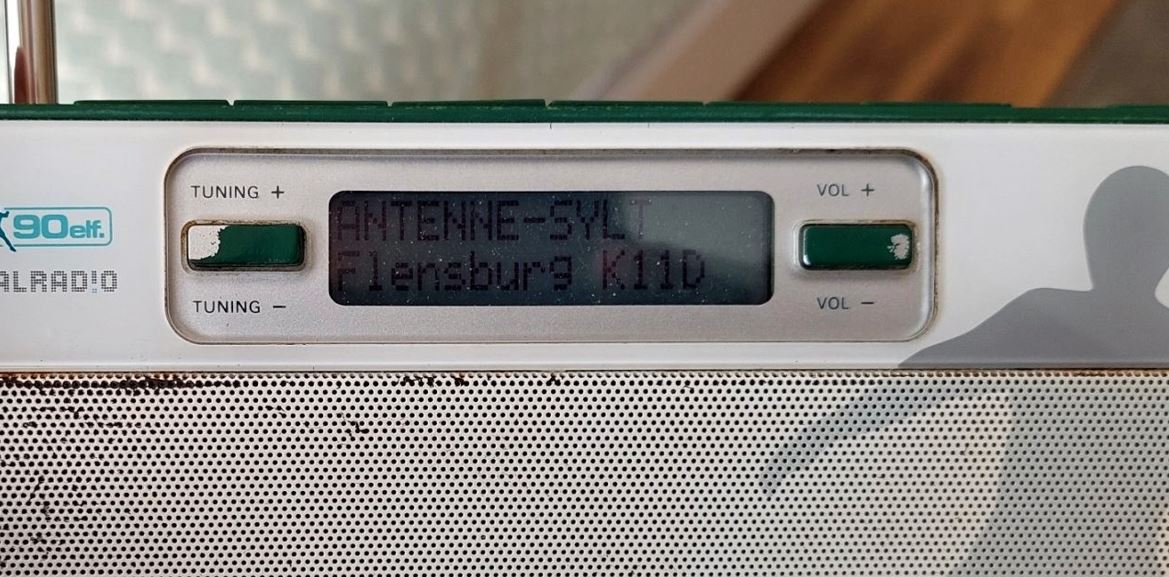 TUNING +
VOL +
ANTENNE-SYLT
90elf.
Flensburg K11D
ALRAD!O
TUNING –
VOL –